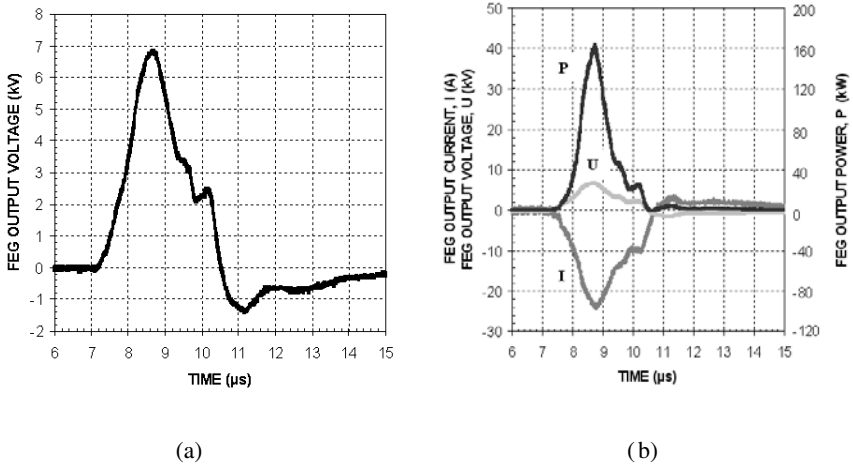 8
7
6
5
4
3
2
1
0
-1
-2
FEG OUTPUT VOLTAGE (kV)
6 7 8 9 10 11 12 13 14 15
TIME (µs)
(a)
50
40
30
20
10
0
-10
-20
-30
FEG OUTPUT CURRENT, I (A)
FEG OUTPUT VOLTAGE, U (kV)
P
U
I
200
160
120
80
40
0
-40
-80
-120
FEG OUTPUT POWER, P (kW)
6 7 8 9 10 11 12 13 14 15
TIME (µs)
(b)